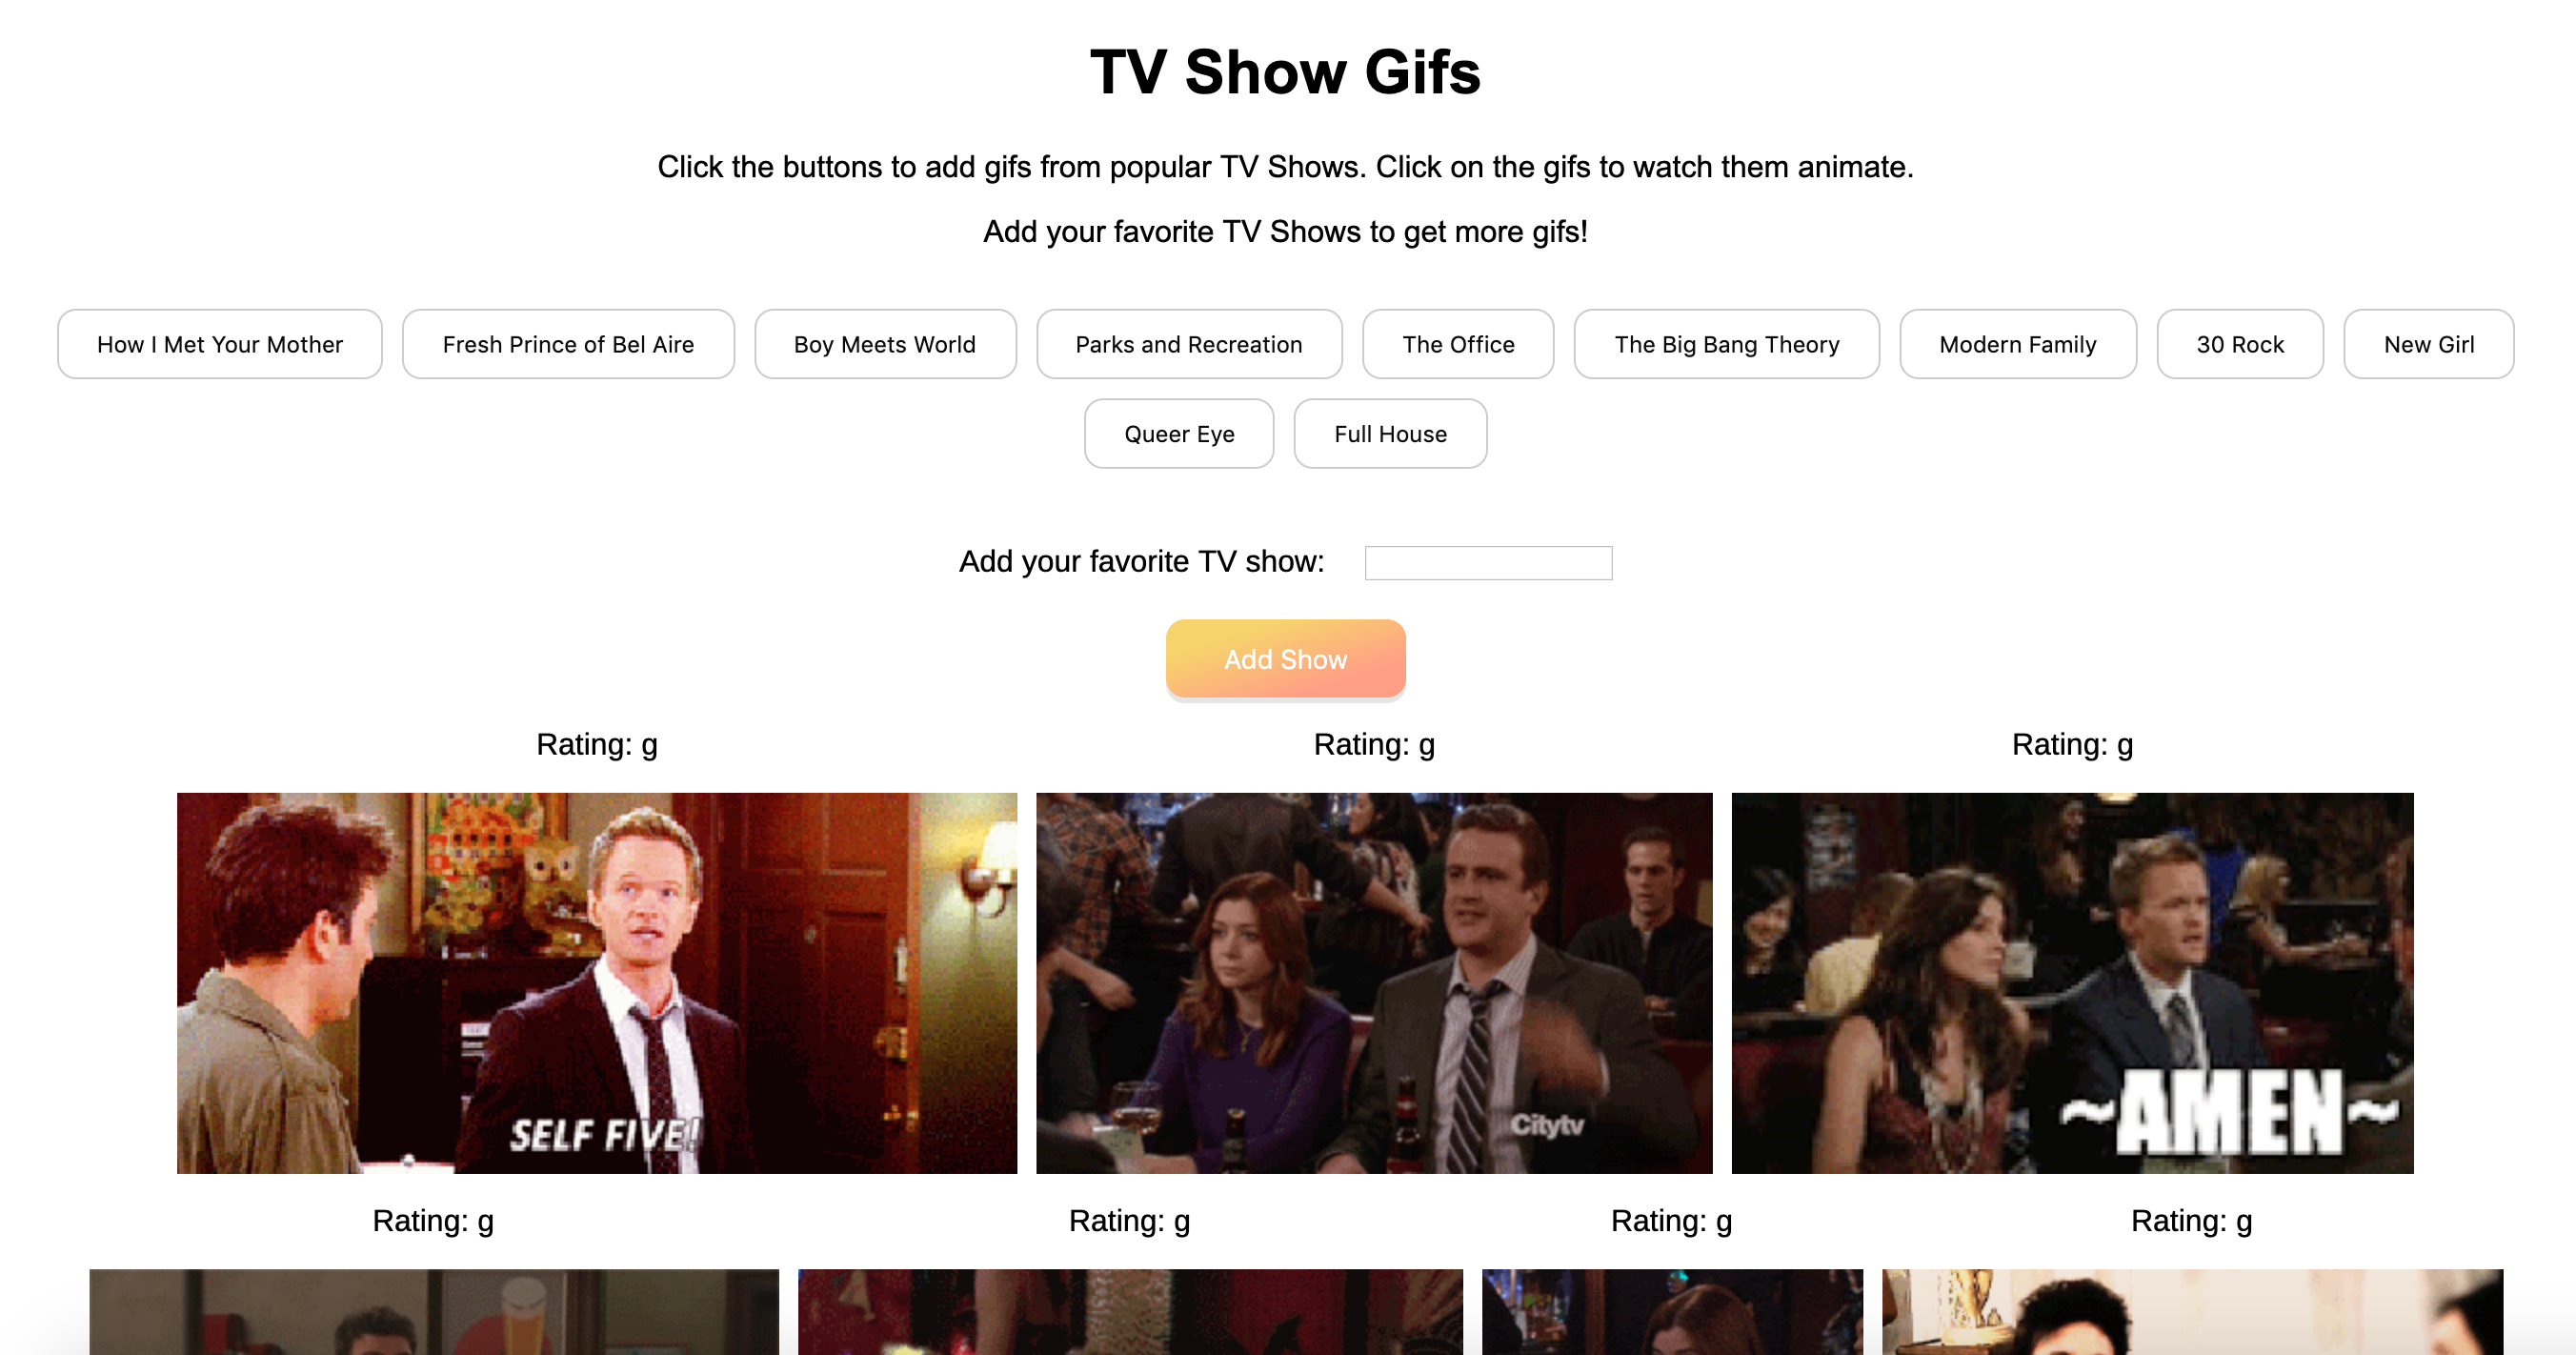 TV Show Gifs
Click the buttons to add gifs from popular TV Shows. Click on the gifs to watch them animate.
Add your favorite TV Shows to get more gifs!
How I Met Your Mother Fresh Prince of Bel Aire Boy Meets World Parks and Recreation The Office The Big Bang Theory Modern Family 30 Rock New Girl
Queer Eye Full House
Add your favorite TV show:
Add Show
Rating: g Rating: g Rating: g
SELF FIVE!
Citytv
~AMEN~
Rating: g Rating: g Rating: g Rating: g